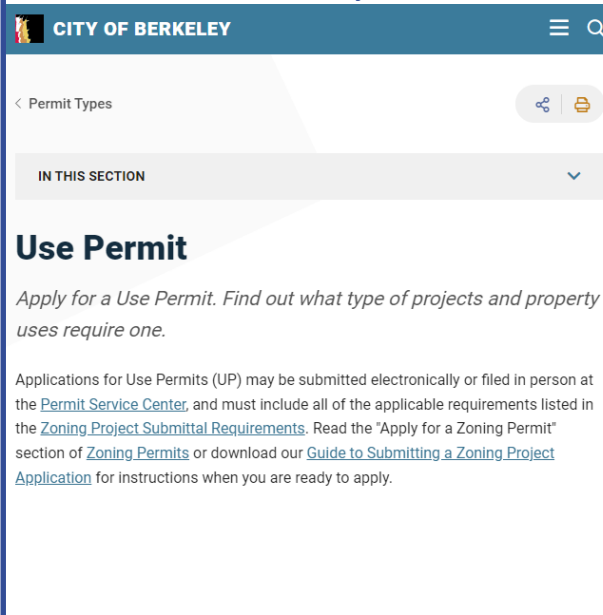 CITY OF BERKELEY
Permit Types
IN THIS SECTION
Use Permit
Apply for a Use Permit. Find out what type of projects and property
uses require one.
Applications for Use Permits (UP) may be submitted electronically or filed in person at
the Permit Service Center, and must include all of the applicable requirements listed in
the Zoning Project Submittal Requirements. Read the "Apply for a Zoning Permit"
section of Zoning Permits or download our Guide to Submitting a Zoning Project
Application for instructions when you are ready to apply.